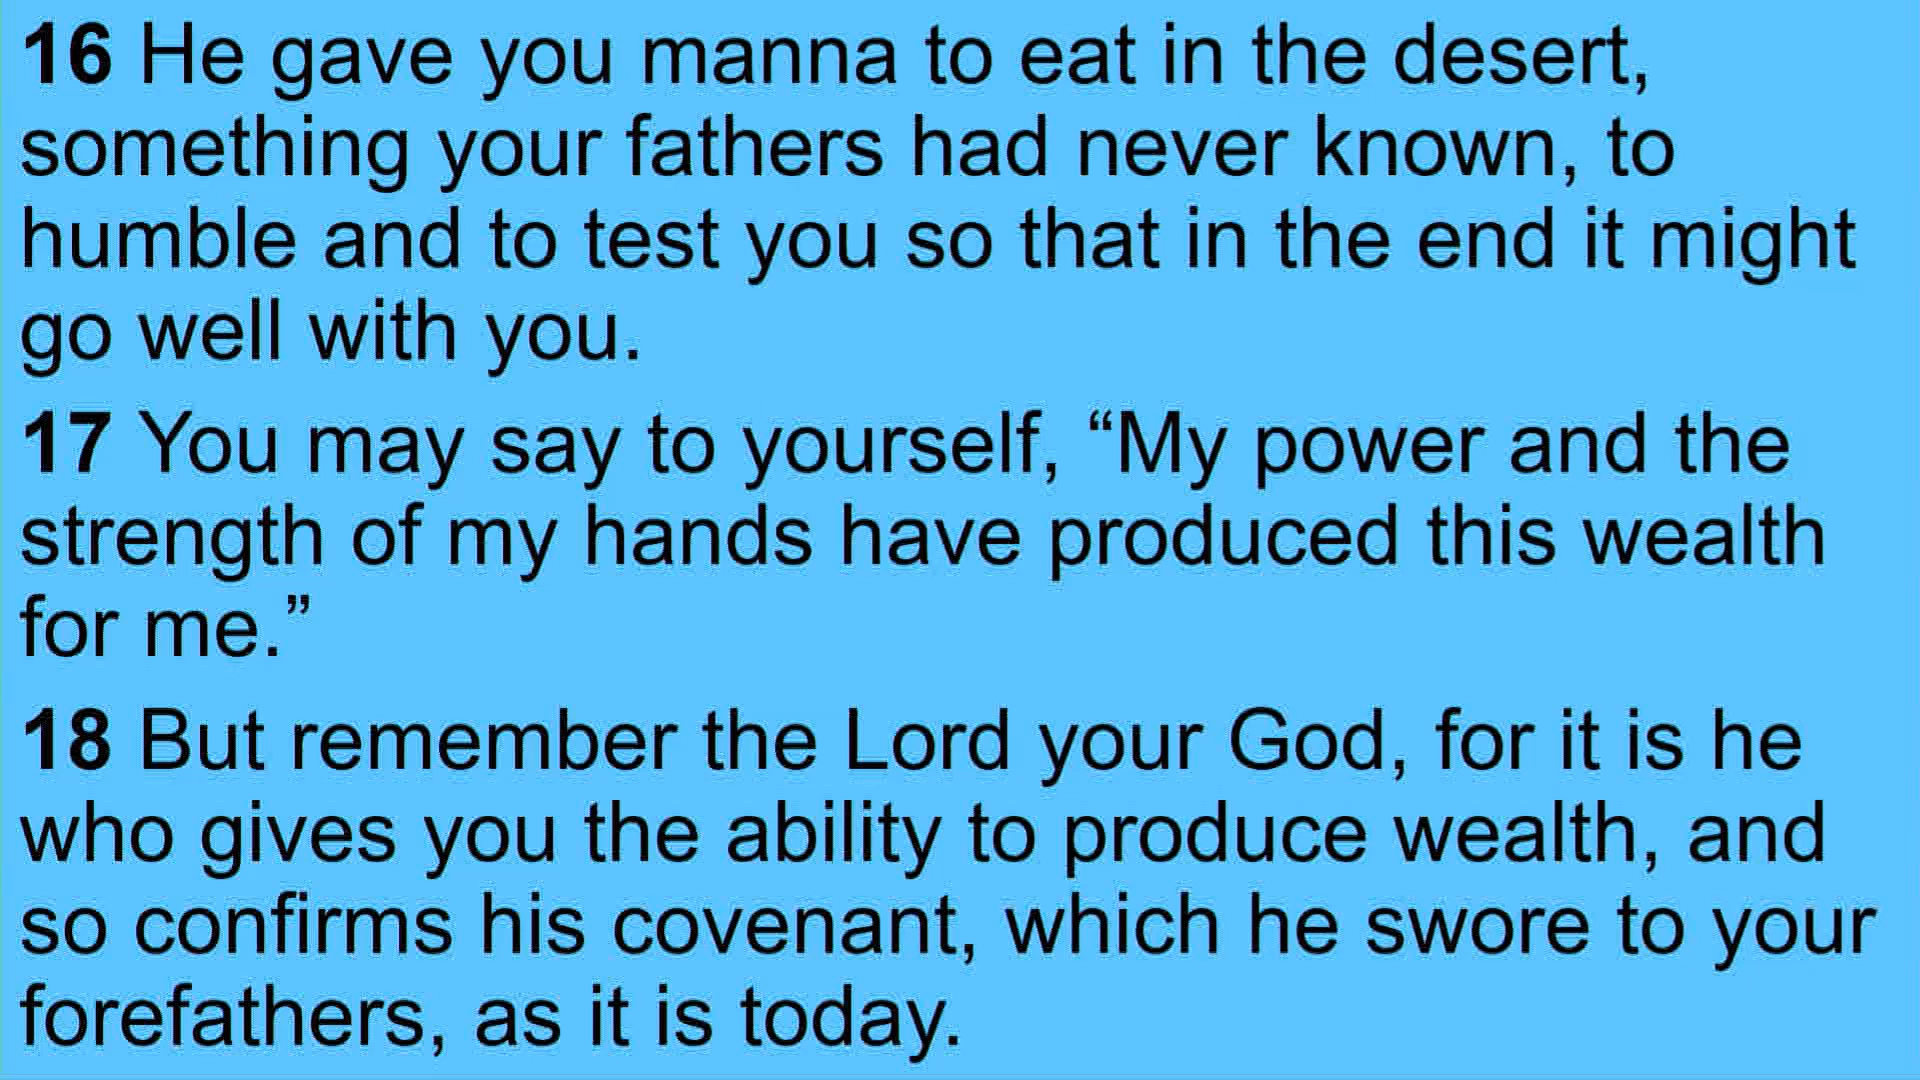 16 He gave you manna to eat in the desert,
something your fathers had never known, to
humble and to test you so that in the end it might
go well with you.
17 You may say to yourself, “My power and the
strength of my hands have produced this wealth
for me.”
18 But remember the Lord your God, for it is he
who gives you the ability to produce wealth, and
so confirms his covenant, which he swore to your
forefathers, as it is today.